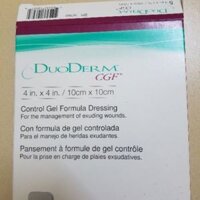 DUODERM
CGF™
4 in. x 4 in. / 10cm x 10cm
Control Gel Formula Dressing
For the management of exuding wounds.
Con formula de gel controlada
Para el manejo de heridas exudantes.
Pansement à formule de gel contrôle
Pour la prise en charge de plaies exsudatives.